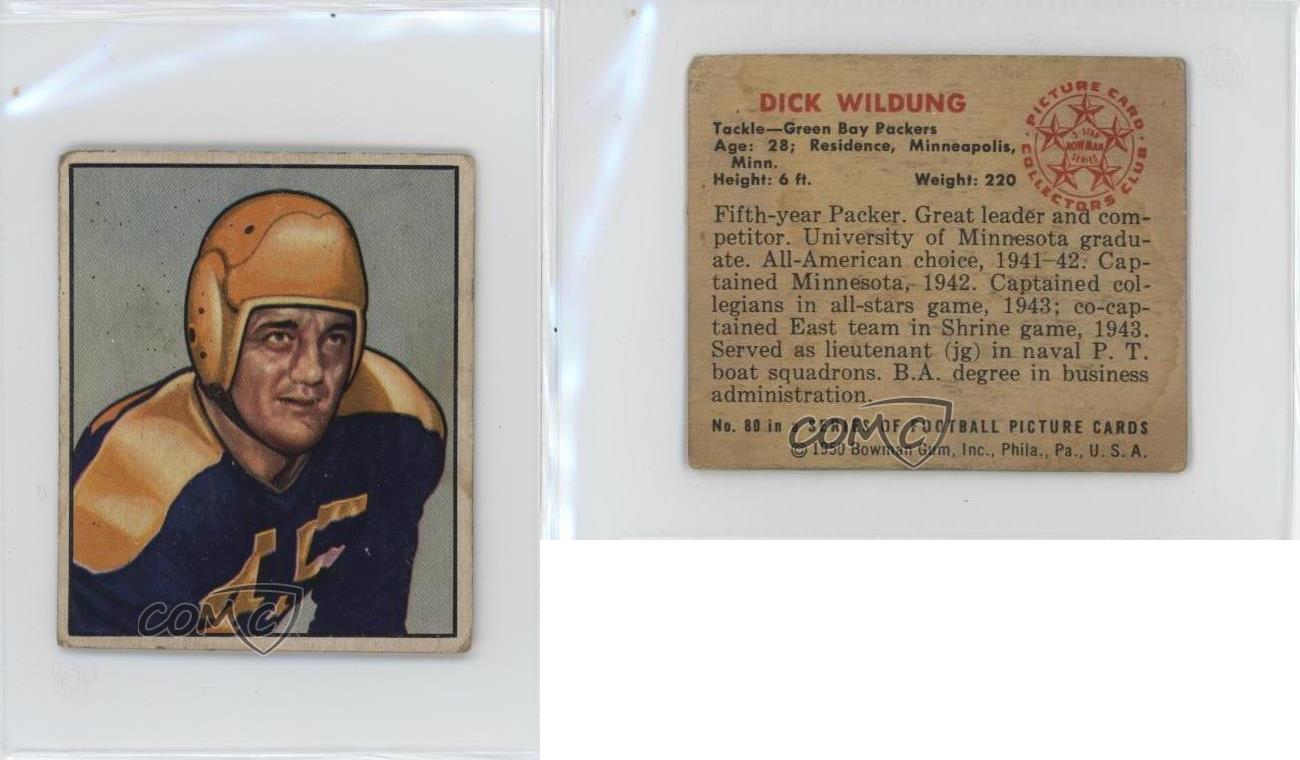 45
COMC
DICK WILDUNG
Tackle—Green Bay Packers
Age: 28; Residence, Minneapolis,
Minn.
Height: 6 ft. Weight: 220
PICTURE CARD
COLLECTORS CLUB
5-STAR
BOWMAN
SERIES
Fifth-year Packer. Great leader and com-
petitor. University of Minnesota gradu-
ate. All-American choice, 1941-42. Cap-
tained Minnesota, 1942. Captained col-
legians in all-stars game, 1943; co-cap-
tained East team in Shrine game, 1943.
Served as lieutenant (jg) in naval P. T.
boat squadrons. B.A. degree in business
administration.
No. 80 in a SERIES OF FOOTBALL PICTURE CARDS
© 1950 Bowman Gum, Inc., Phila., Pa., U. S. A.
COMC